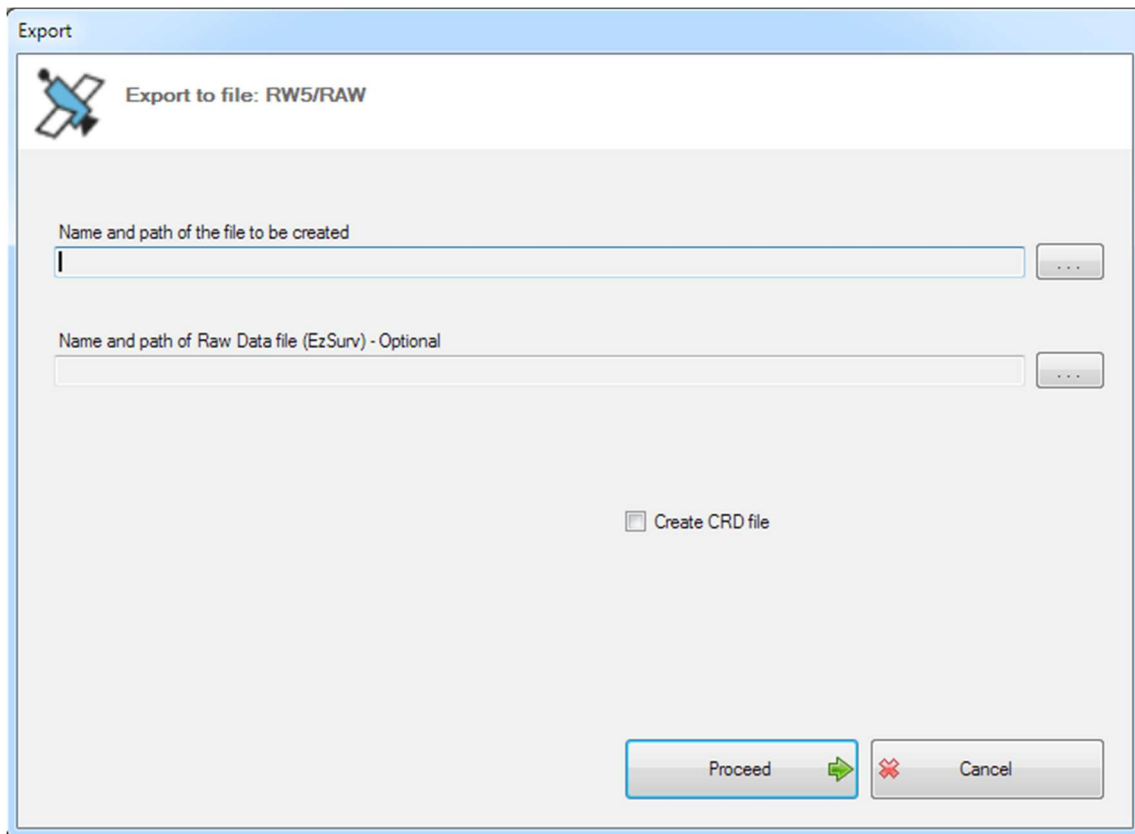 Export
Export to file: RW5/RAW
Name and path of the file to be created
...
Name and path of Raw Data file (EzSurv) - Optional
...
Create CRD file
Proceed
Cancel